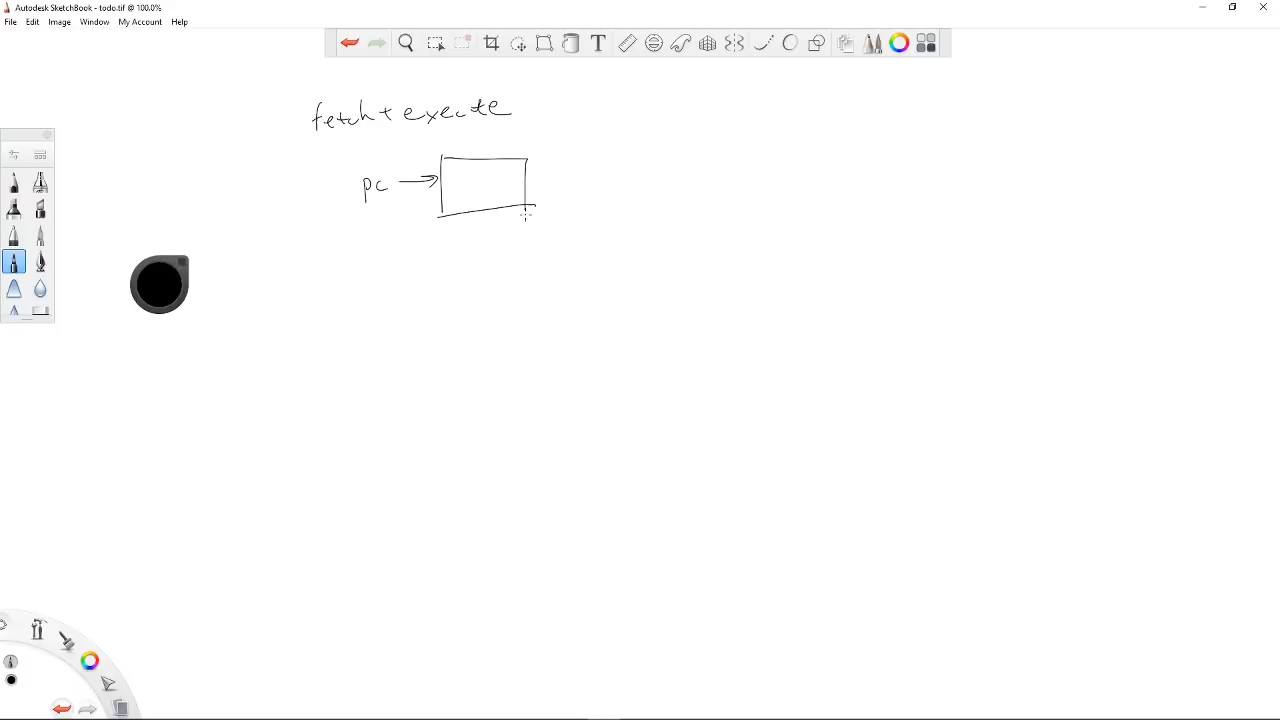 Autodesk SketchBook - todo.tif @ 100.0%
File Edit Image Window My Account Help
T
fetch + execute
pc